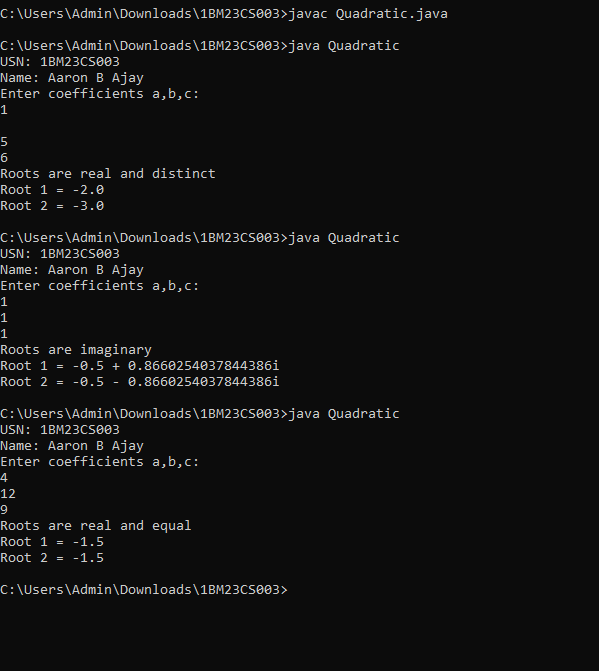 C:\Users\Admin\Downloads\1BM23CS003>javac Quadratic.java
C:\Users\Admin\Downloads\1BM23CS003>java Quadratic
USN: 1BM23CS003
Name: Aaron B Ajay
Enter coefficients a,b,c:
1
5
6
Roots are real and distinct
Root 1 = -2.0
Root 2 = -3.0
C:\Users\Admin\Downloads\1BM23CS003>java Quadratic
USN: 1BM23CS003
Name: Aaron B Ajay
Enter coefficients a,b,c:
1
1
1
Roots are imaginary
Root 1 = -0.5 + 0.8660254037844386i
Root 2 = -0.5 - 0.8660254037844386i
C:\Users\Admin\Downloads\1BM23CS003>java Quadratic
USN: 1BM23CS003
Name: Aaron B Ajay
Enter coefficients a,b,c:
4
12
9
Roots are real and equal
Root 1 = -1.5
Root 2 = -1.5
C:\Users\Admin\Downloads\1BM23CS003>